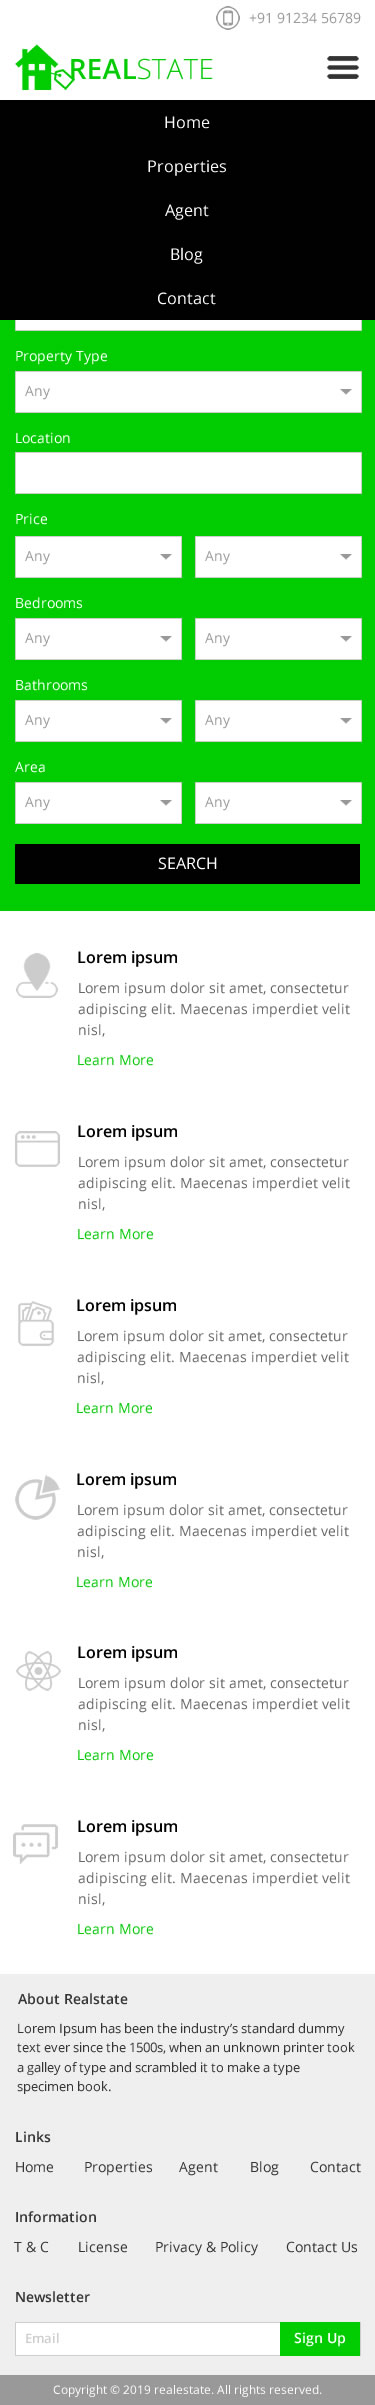 +91 91234 56789
REALSTATE
Home
Properties
Agent
Blog
Contact
Property Type
Any
Location
Price
Any Any
Bedrooms
Any Any
Bathrooms
Any Any
Area
Any Any
SEARCH
Lorem ipsum
Lorem ipsum dolor sit amet, consectetur
adipiscing elit. Maecenas imperdiet velit
nisl,
Learn More
Lorem ipsum
Lorem ipsum dolor sit amet, consectetur
adipiscing elit. Maecenas imperdiet velit
nisl,
Learn More
Lorem ipsum
Lorem ipsum dolor sit amet, consectetur
adipiscing elit. Maecenas imperdiet velit
nisl,
Learn More
Lorem ipsum
Lorem ipsum dolor sit amet, consectetur
adipiscing elit. Maecenas imperdiet velit
nisl,
Learn More
Lorem ipsum
Lorem ipsum dolor sit amet, consectetur
adipiscing elit. Maecenas imperdiet velit
nisl,
Learn More
Lorem ipsum
Lorem ipsum dolor sit amet, consectetur
adipiscing elit. Maecenas imperdiet velit
nisl,
Learn More
About Realstate
Lorem Ipsum has been the industry’s standard dummy
text ever since the 1500s, when an unknown printer took
a galley of type and scrambled it to make a type
specimen book.
Links
Home Properties Agent Blog Contact
Information
T & C License Privacy & Policy Contact Us
Newsletter
Email Sign Up
Copyright © 2019 realestate. All rights reserved.